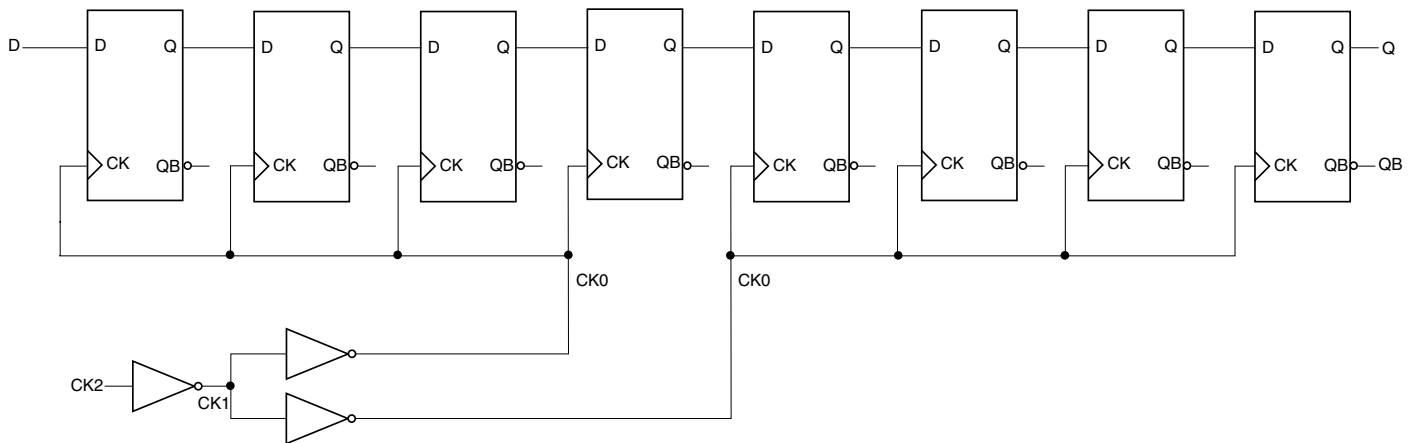 D D Q D Q D Q D Q D Q D Q D Q D Q Q
CK QB CK QB CK QB CK QB CK QB CK QB CK QB CK QB QB
CK0 CK0
CK2
CK1